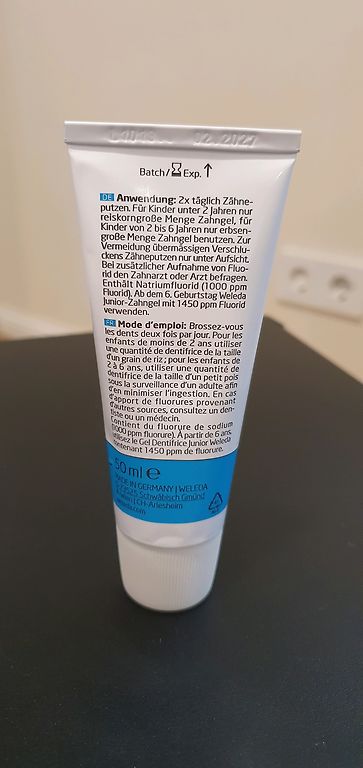 02.2027
Batch/ Exp.
DE Anwendung: 2x täglich Zähne-
putzen. Für Kinder unter 2 Jahren nur
reiskorngroße Menge Zahngel, für
Kinder von 2 bis 6 Jahren nur erbsen-
große Menge Zahngel benutzen. Zur
Vermeidung übermässigen Verschlu-
ckens Zähneputzen nur unter Aufsicht.
Bei zusätzlicher Aufnahme von Fluo-
rid den Zahnarzt oder Arzt befragen.
Enthält Natriumfluorid (1000 ppm
Fluorid). Ab dem 6. Geburtstag Weleda
Junior-Zahngel mit 1450 ppm Fluorid
verwenden.
FR Mode d'emploi: Brossez-vous
les dents deux fois par jour. Pour les
enfants de moins de 2 ans utiliser
une quantité de dentifrice de la taille
d'un grain de riz ; pour les enfants de
2 à 6 ans, utiliser une quantité de
dentifrice de la taille d'un petit pois
sous la surveillance d'un adulte afin
d'en minimiser l'ingestion. En cas
d'apport de fluorures provenant
d'autres sources, consultez un den-
tiste ou un médecin.
Contient du fluorure de sodium
(1000 ppm fluorure). À partir de 6 ans
utilisez le Gel Dentifrice Junior Weleda
contenant 1450 ppm de fluorure.
50 ml e
MADE IN GERMANY | WELEDA
D-73525 Schwäbisch Gmünd
CH-Arlesheim
weleda.com